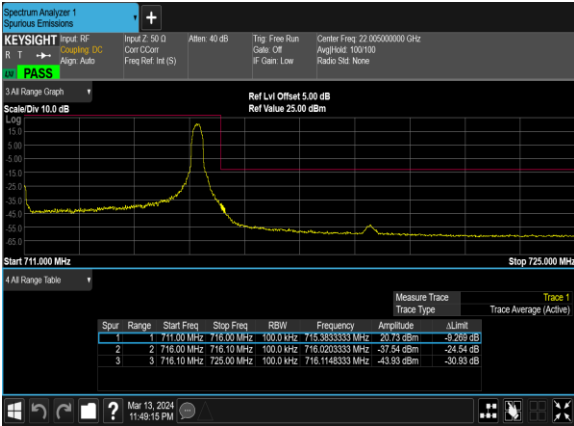 Spectrum Analyzer 1
Spurious Emissions
+
KEYSIGHT Input: RF Input Z: 50 Ω Atten: 40 dB Trig: Free Run Center Freq: 22.005000000 GHz
R T Coupling: DC Corr CCorr Gate: Off Avg|Hold: 100/100
Align: Auto Freq Ref: Int (S) IF Gain: Low Radio Std: None
LW PASS
3 All Range Graph
Ref Lvl Offset 5.00 dB
Scale/Div 10.0 dB Ref Value 25.00 dBm
Log
15.0
5.00
-5.00
-15.0
-25.0
-35.0
-45.0
-55.0
-65.0
Start 711.000 MHz Stop 725.000 MHz
4 All Range Table
Measure Trace Trace 1
Trace Type Trace Average (Active)
Spur Range Start Freq Stop Freq RBW Frequency Amplitude ΔLimit
1 1 711.00 MHz 716.00 MHz 100.0 kHz 715.3833333 MHz 20.73 dBm -9.269 dB
2 2 716.00 MHz 716.10 MHz 100.0 kHz 716.0203333 MHz -37.54 dBm -24.54 dB
3 3 716.10 MHz 725.00 MHz 100.0 kHz 716.1148333 MHz -43.93 dBm -30.93 dB
? Mar 13, 2024
11:49:15 PM